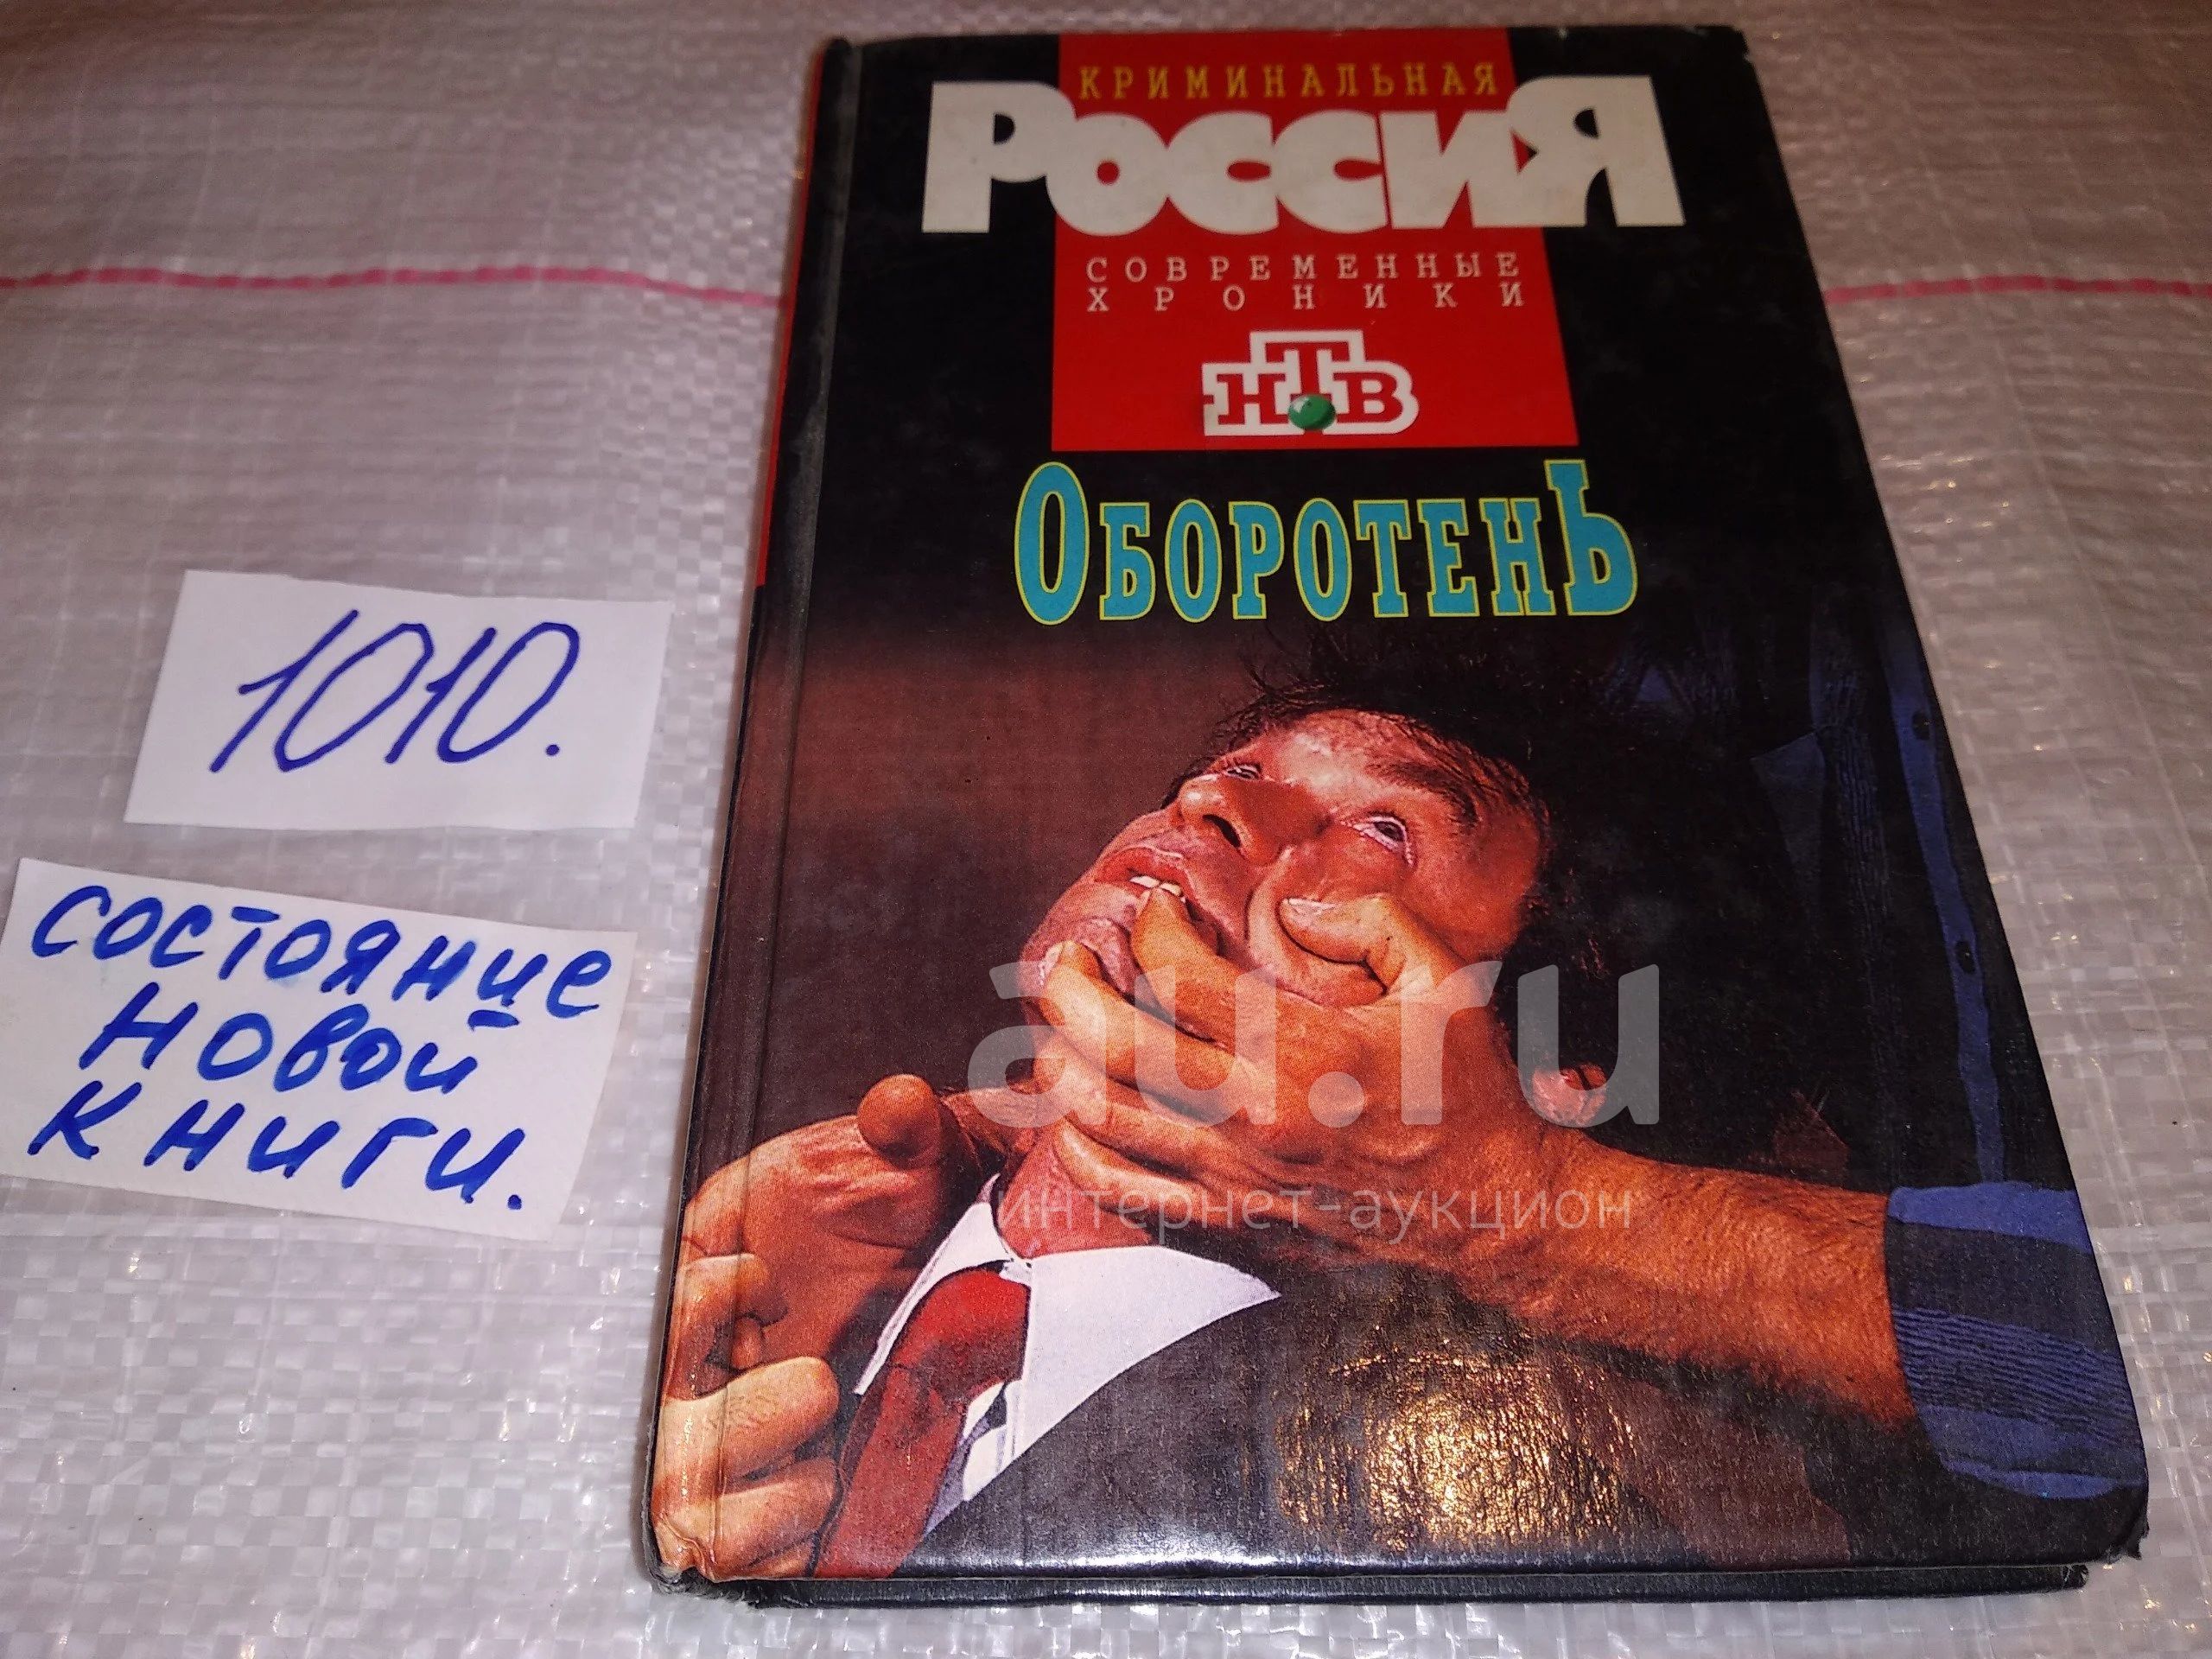 КРИМИНАЛЬНАЯ
РОССИЯ
СОВРЕМЕННЫЕ
ХРОНИКИ
НТВ
ОБОРОТЕНЬ
1010.
состояние
новой
книги.
au.ru
интернет-аукцион